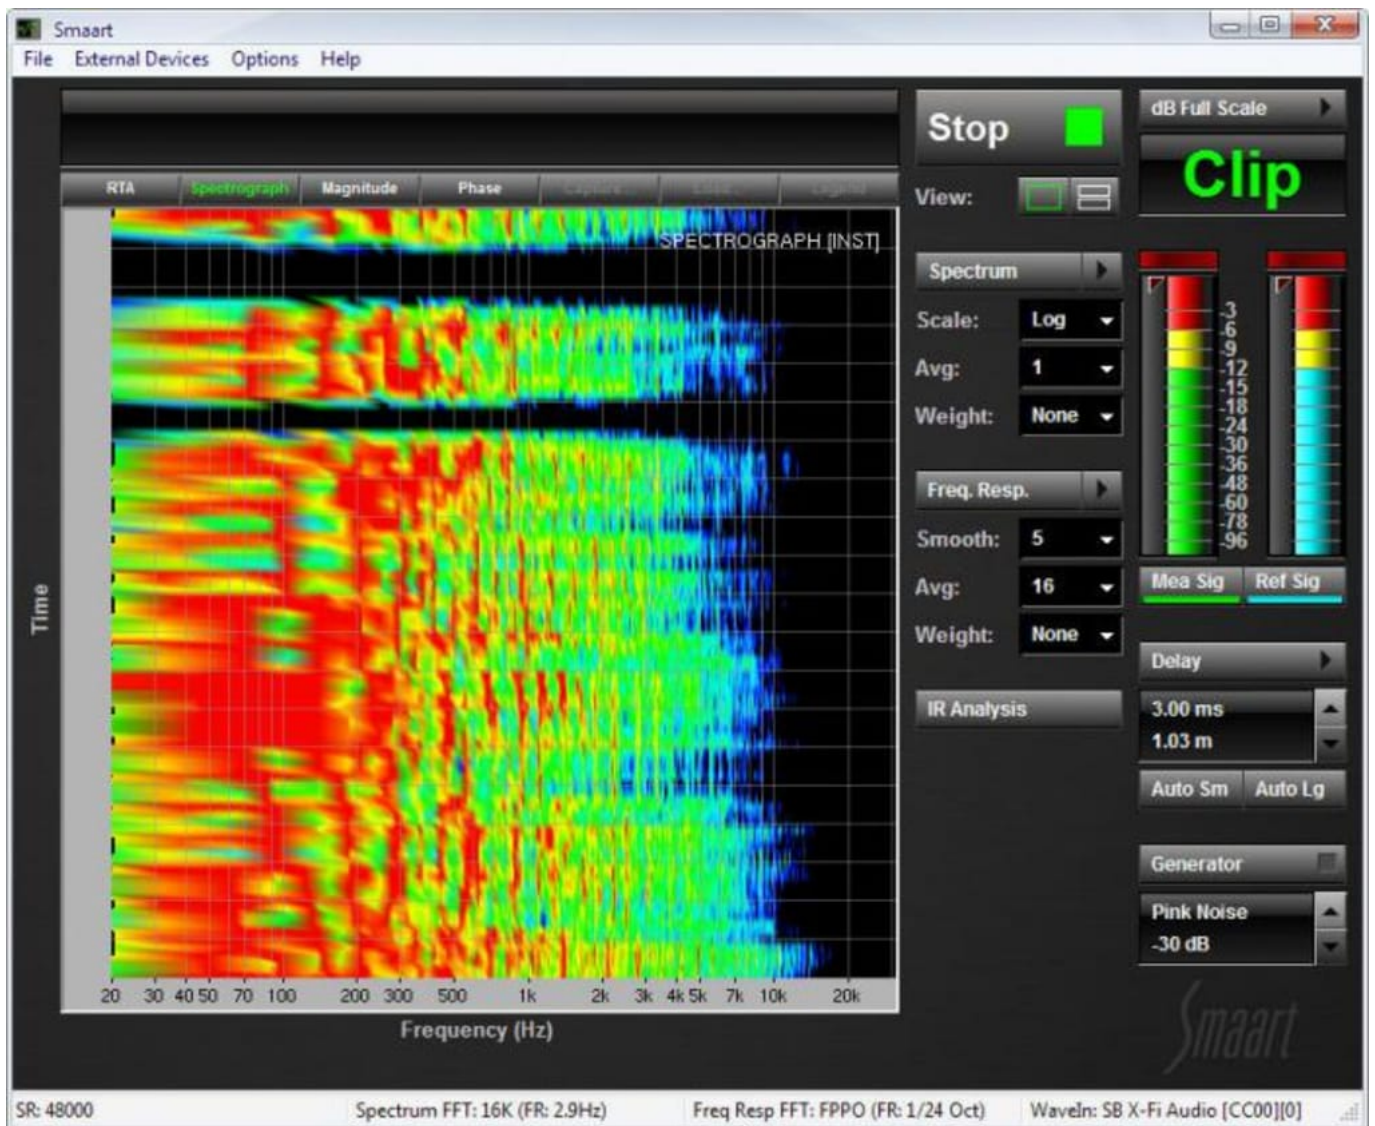 Smaart
File External Devices Options Help
Stop
dB Full Scale
Clip
RTA Spectrograph Magnitude Phase Capture Legend
View:
SPECTROGRAPH [INST]
Spectrum
Scale: Log
Avg: 1
Weight: None
Freq. Resp.
Smooth: 5
Avg: 16
Weight: None
IR Analysis
-3
-6
-9
-12
-15
-18
-24
-30
-36
-48
-60
-78
-96
Mea Sig Ref Sig
Delay
3.00 ms
1.03 m
Auto Sm Auto Lg
Generator
Pink Noise
-30 dB
Time
20 30 40 50 70 100 200 300 500 1k 2k 3k 4k 5k 7k 10k 20k
Frequency (Hz)
Smaart
SR: 48000 Spectrum FFT: 16K (FR: 2.9Hz) Freq Resp FFT: FPPO (FR: 1/24 Oct) WaveIn: SB X-Fi Audio [CC00][0]